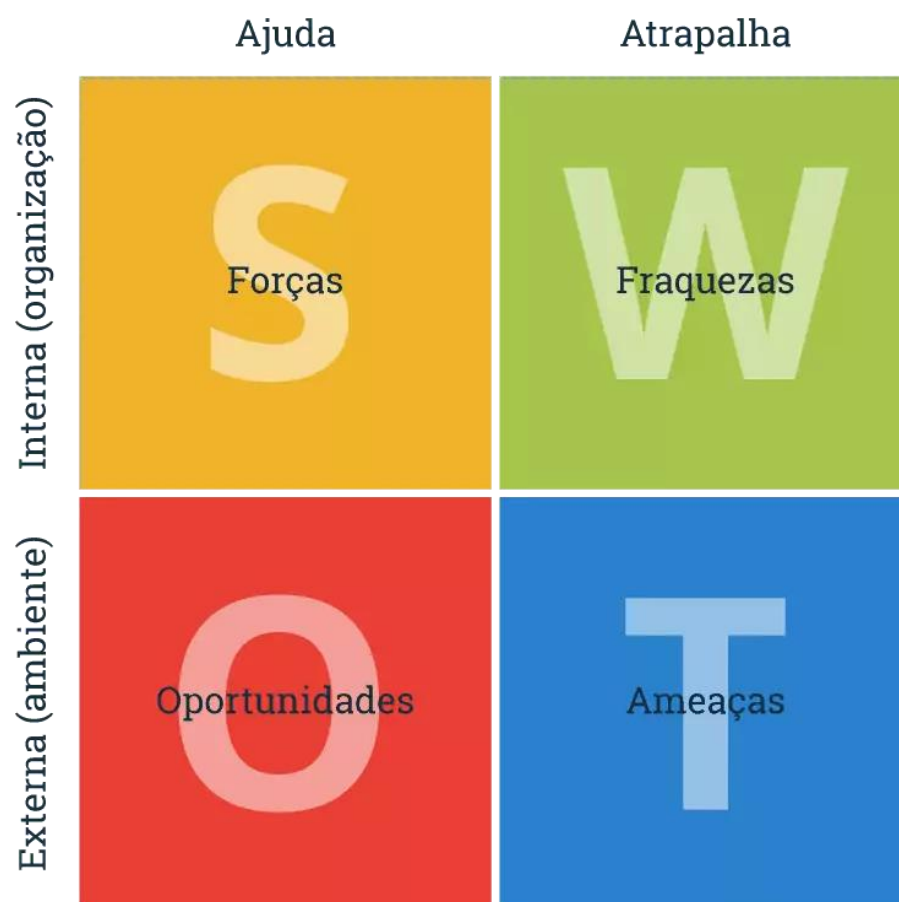 Ajuda
Atrapalha
Interna (organização)
S
Forças
W
Fraquezas
Externa (ambiente)
O
Oportunidades
T
Ameaças